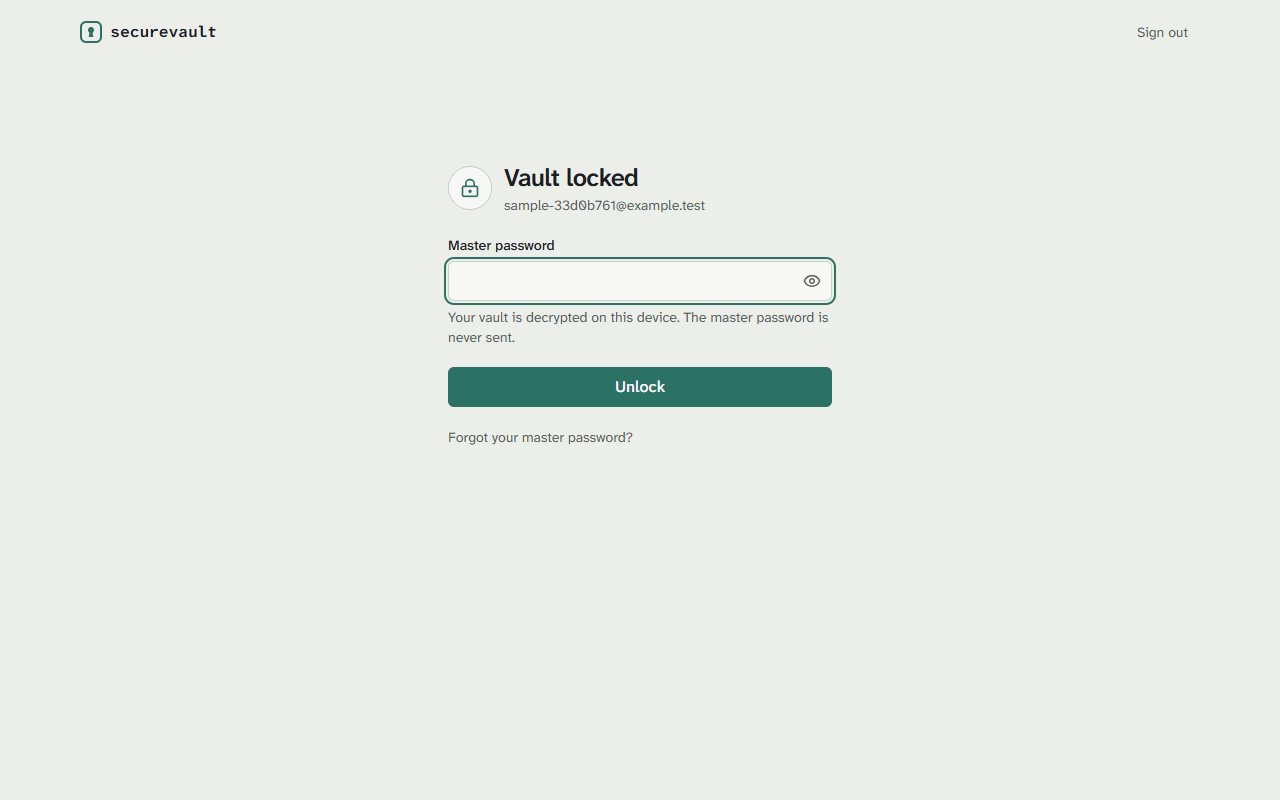 securevault
Sign out
Vault locked
sample-33d0b761@example.test
Master password
Your vault is decrypted on this device. The master password is
never sent.
Unlock
Forgot your master password?